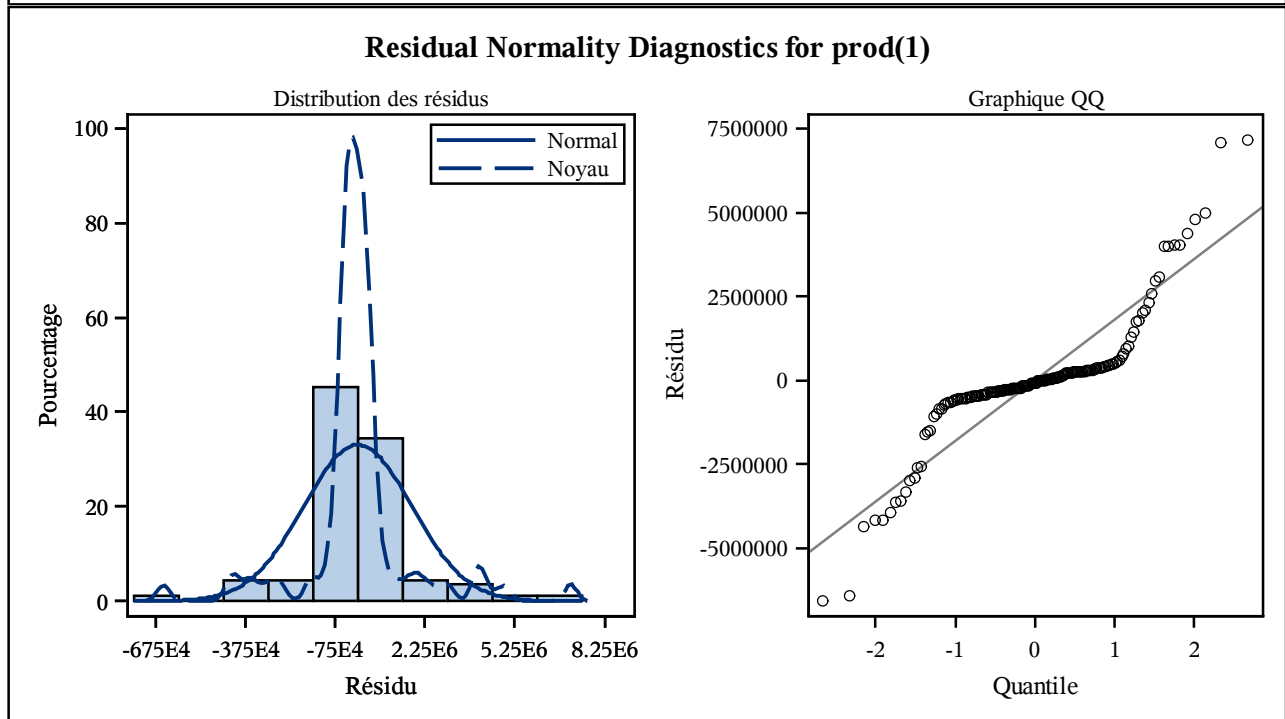 Residual Normality Diagnostics for prod(1)
Distribution des résidus
Pourcentage
100
80
60
40
20
0
Normal
Noyau
-675E4 -375E4 -75E4 2.25E6 5.25E6 8.25E6
Résidu
Graphique QQ
Résidu
7500000
5000000
2500000
0
-2500000
-5000000
-2 -1 0 1 2
Quantile